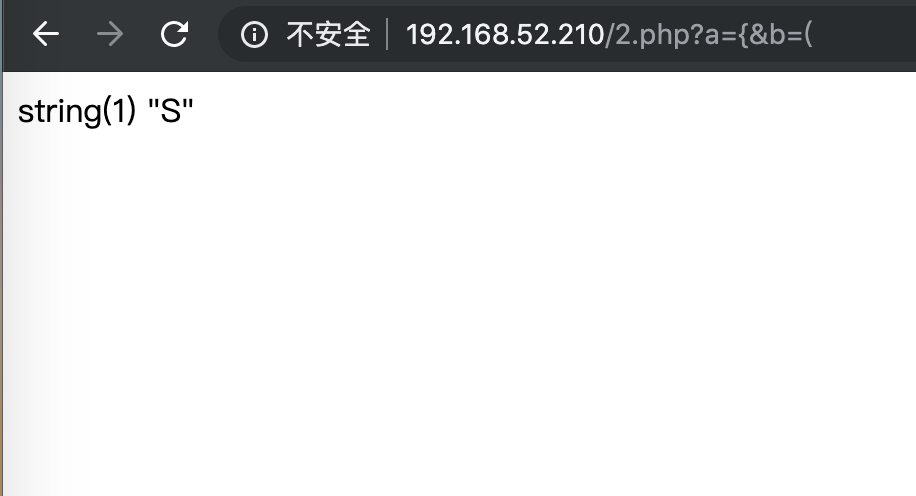 不安全 192.168.52.210/2.php?a={&b=(
string(1) "S"